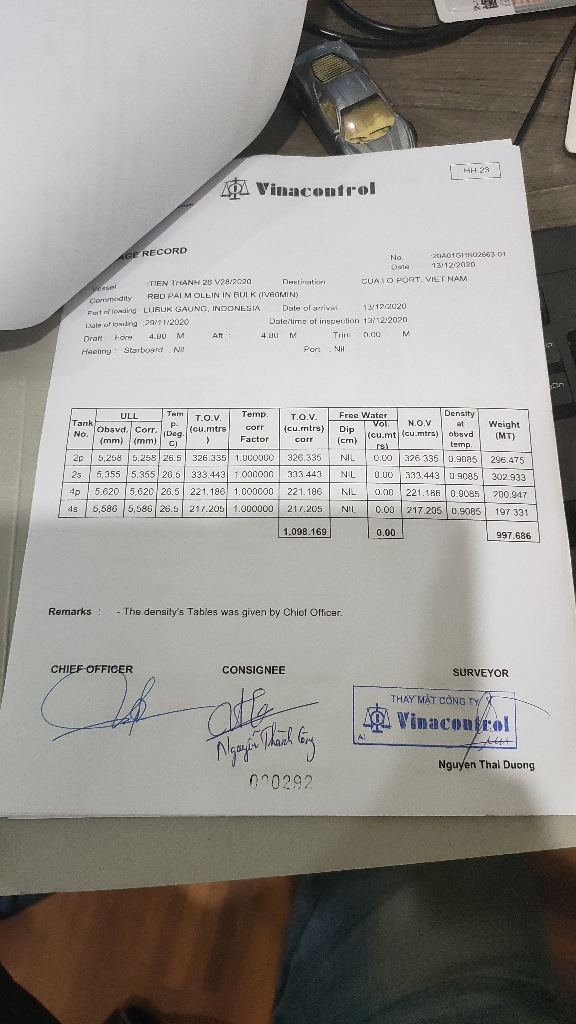 HH.23
Vinacontrol
AGE RECORD
No. :20A01GHN02663-01
Date 13/12/2020
Vessel :TIEN THANH 26 V28/2020 Destination CUA LO PORT, VIET NAM
Commodity RBD PALM OLEIN IN BULK (IV60MIN)
Port of loading LUBUK GAUNG, INDONESIA Date of arrival 13/12/2020
Date of loading :29/11/2020 Date/time of inspection 13/12/2020
Draft : Fore 4.80 M Aft : 4.80 M Trim 0.00 M
Heeling : Starboard : Nil Port : Nil
Tank No. ULL Obsvd. (mm) Corr. (mm) Tem p. (Deg. C) T.O.V. (cu.mtrs ) Temp. corr Factor T.O.V. (cu.mtrs) corr Free Water Dip (cm) Vol. (cu.mt rs) N.O.V (cu.mtrs) Density at obsvd temp. Weight (MT)
2p 5,258 5,258 26.5 326.335 1.000000 326.335 NIL 0.00 326.335 0.9085 296.475
2s 5,355 5,355 26.5 333.443 1.000000 333.443 NIL 0.00 333.443 0.9085 302.933
4p 5,620 5,620 26.5 221.186 1.000000 221.186 NIL 0.00 221.186 0.9085 200.947
4s 5,586 5,586 26.5 217.205 1.000000 217.205 NIL 0.00 217.205 0.9085 197.331
1,098.169 0.00 997.686
Remarks : - The density's Tables was given by Chief Officer.
CHIEF OFFICER CONSIGNEE SURVEYOR
THAY MẶT CÔNG TY
Vinacontrol
A1
Nguyễn Thành Công
Nguyen Thai Duong
000292